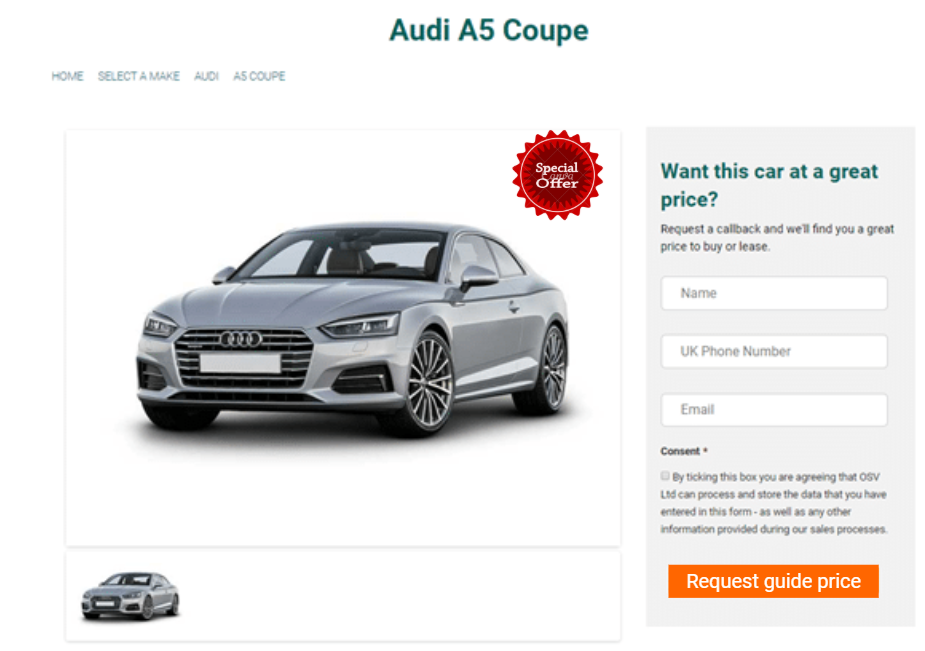 Audi A5 Coupe
HOME SELECT A MAKE AUDI A5 COUPE
Special
Canva
Offer
Want this car at a great
price?
Request a callback and we'll find you a great
price to buy or lease.
Name
UK Phone Number
Email
Consent *
By ticking this box you are agreeing that OSV
Ltd can process and store the data that you have
entered in this form - as well as any other
information provided during our sales processes.
Request guide price